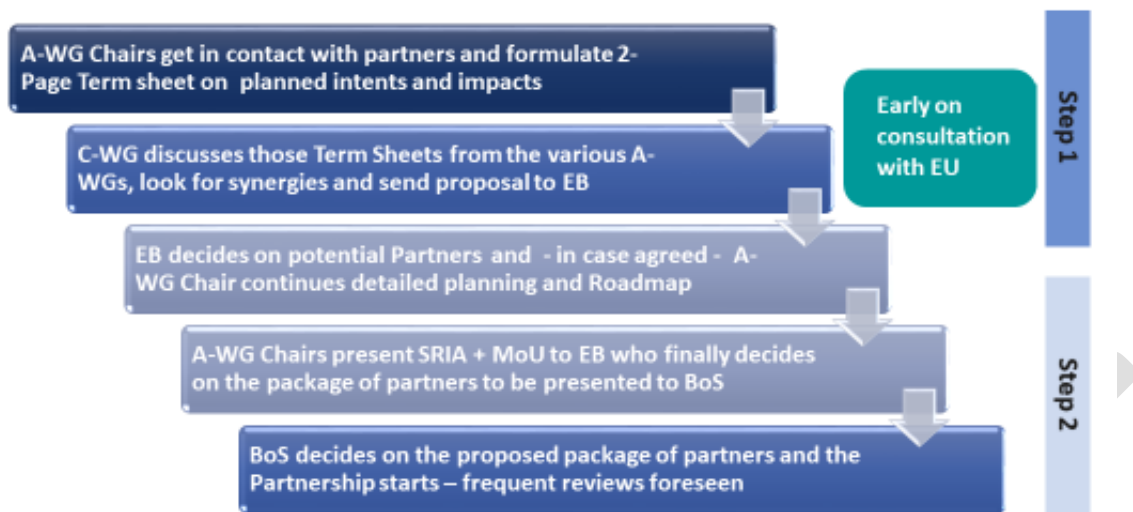 A-WG Chairs get in contact with partners and formulate 2-
Page Term sheet on planned intents and impacts
Early on
consultation
with EU
Step 1
C-WG discusses those Term Sheets from the various A-
WGs, look for synergies and send proposal to EB
EB decides on potential Partners and - in case agreed - A-
WG Chair continues detailed planning and Roadmap
A-WG Chairs present SRIA + MoU to EB who finally decides
on the package of partners to be presented to BoS
Step 2
BoS decides on the proposed package of partners and the
Partnership starts – frequent reviews foreseen